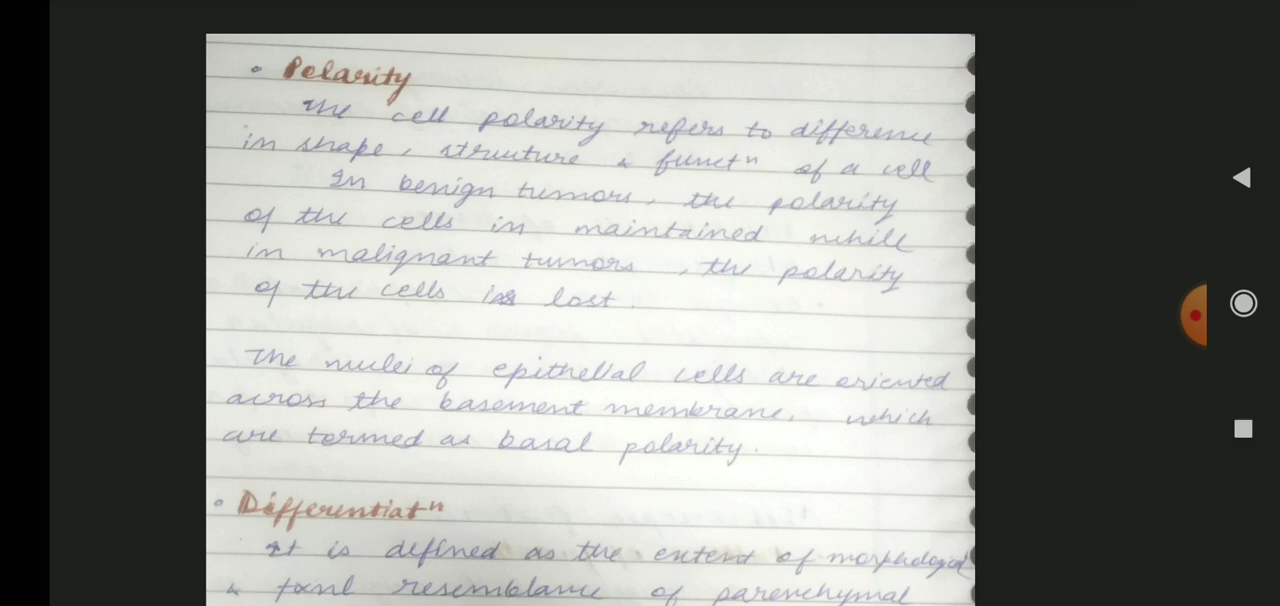 • Polarity
The cell polarity refers to difference
in shape, structure & functⁿ of a cell
In benign tumors, the polarity
of the cells in maintained while
in malignant tumors, the polarity
of the cells is lost.
The nuclei of epithelial cells are oriented
across the basement membrane, which
are termed as basal polarity.
• Differentiatⁿ
It is defined as the extent of morphological
& fxnl resemblance of parenchymal